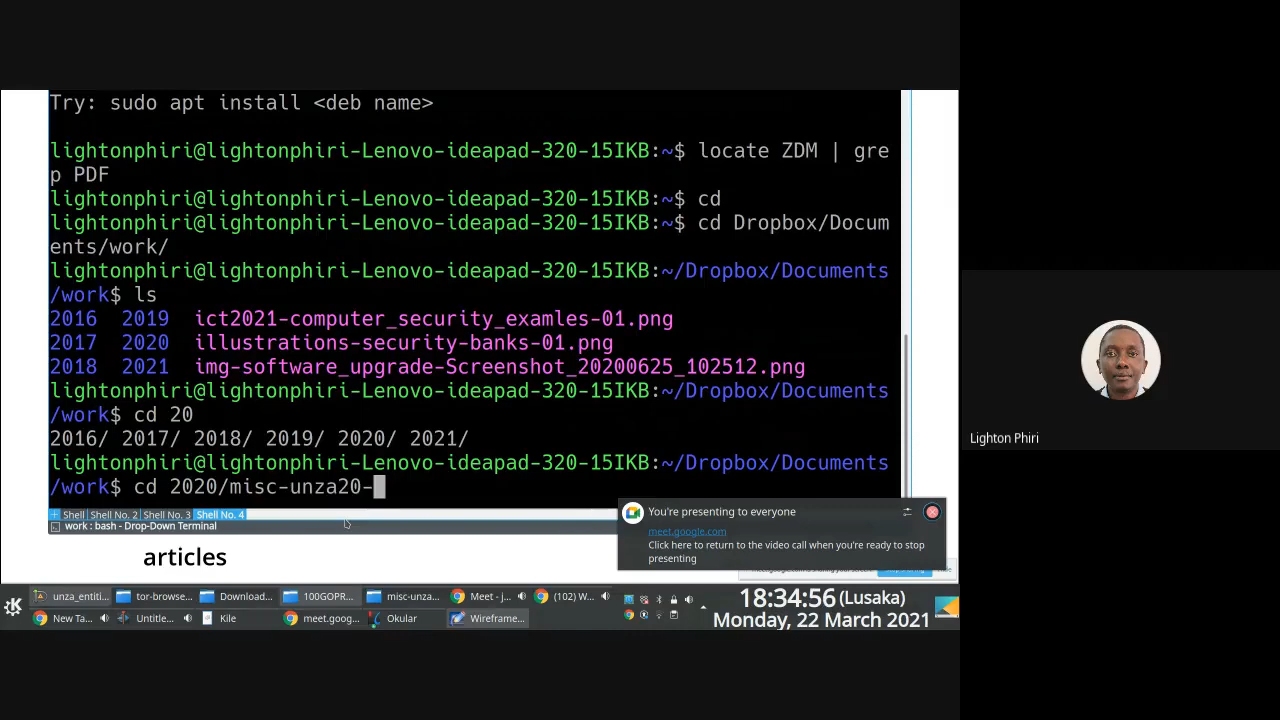 Try: sudo apt install <deb name>
lightonphiri@lightonphiri-Lenovo-ideapad-320-15IKB:~$ locate ZDM | gre
p PDF
lightonphiri@lightonphiri-Lenovo-ideapad-320-15IKB:~$ cd
lightonphiri@lightonphiri-Lenovo-ideapad-320-15IKB:~$ cd Dropbox/Docum
ents/work/
lightonphiri@lightonphiri-Lenovo-ideapad-320-15IKB:~/Dropbox/Documents
/work$ ls
2016 2019 ict2021-computer_security_examles-01.png
2017 2020 illustrations-security-banks-01.png
2018 2021 img-software_upgrade-Screenshot_20200625_102512.png
lightonphiri@lightonphiri-Lenovo-ideapad-320-15IKB:~/Dropbox/Documents
/work$ cd 20
2016/ 2017/ 2018/ 2019/ 2020/ 2021/
lightonphiri@lightonphiri-Lenovo-ideapad-320-15IKB:~/Dropbox/Documents
/work$ cd 2020/misc-unza20-
Shell Shell No. 2 Shell No. 3 Shell No. 4
work : bash - Drop-Down Terminal
You're presenting to everyone
meet.google.com
Click here to return to the video call when you're ready to stop
presenting
articles
Lighton Phiri
unza_entiti... tor-browse... Download... 100GOPR... misc-unza... Meet - j... (102) W...
New Ta... Untitle... Kile meet.goog... Okular Wireframe...
18:34:56 (Lusaka)
Monday, 22 March 2021